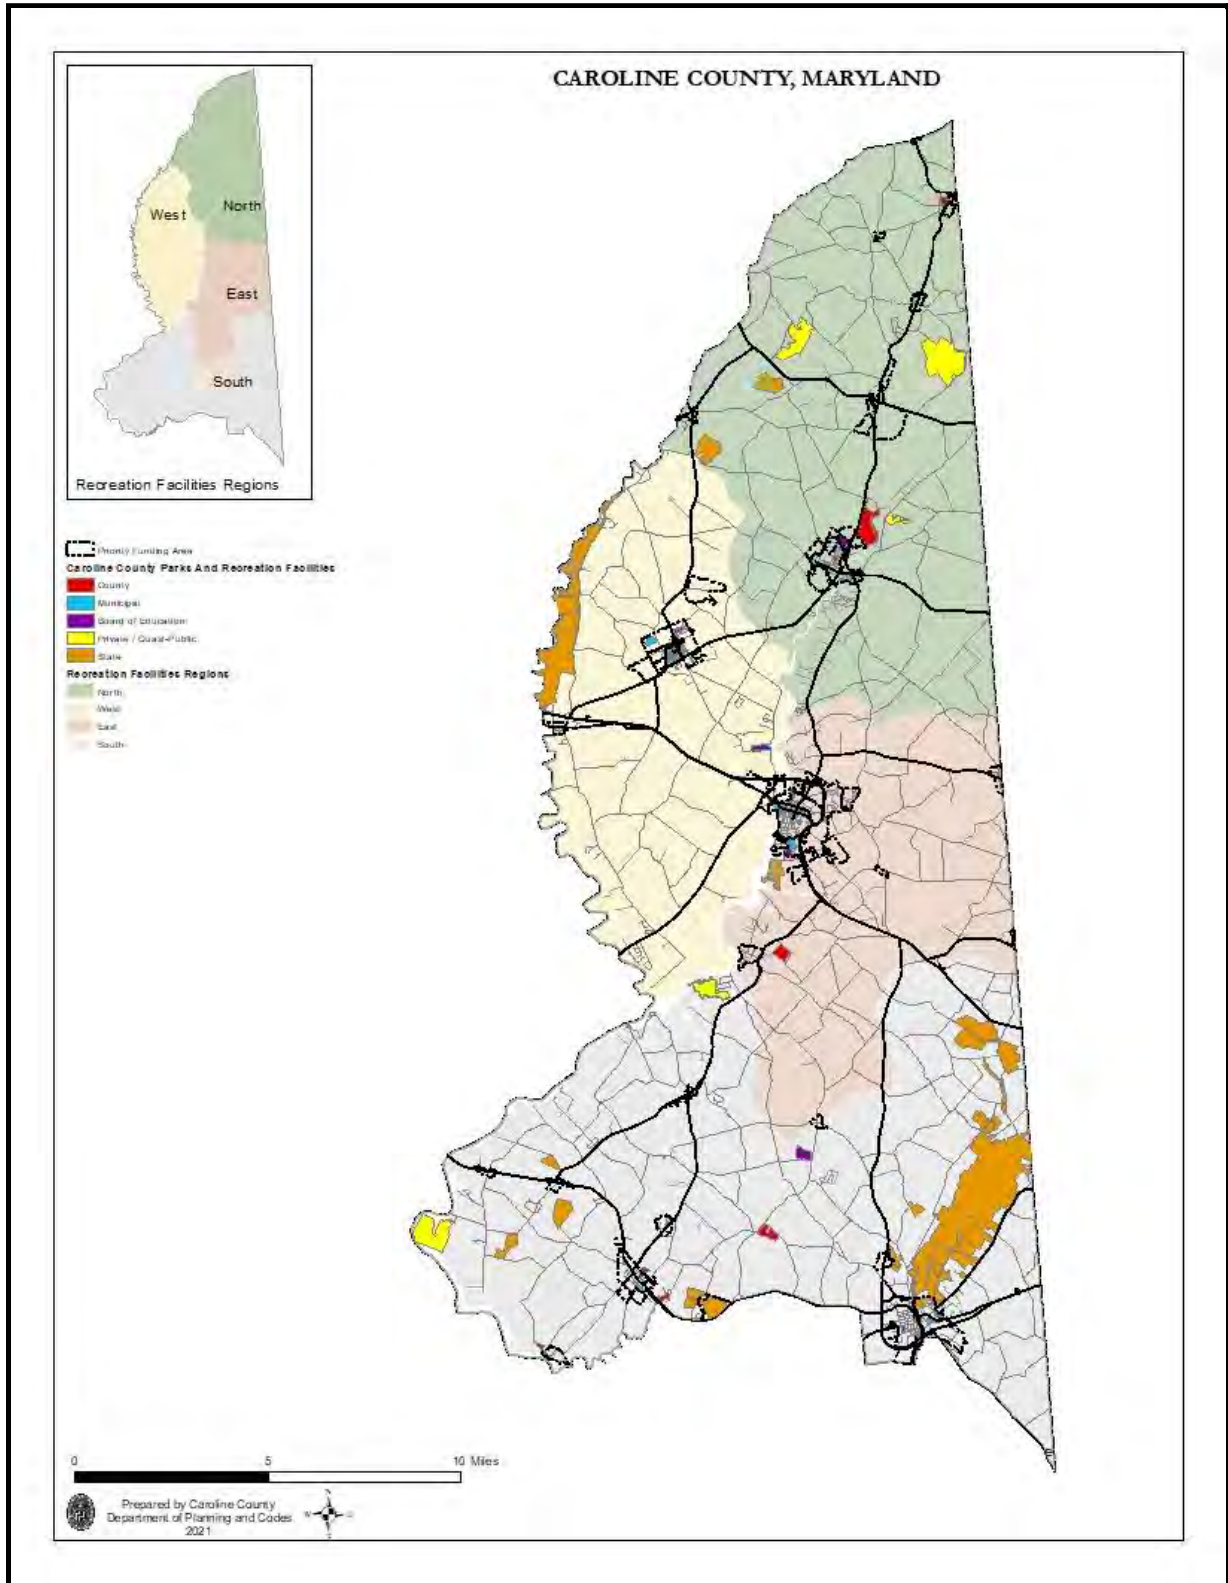 CAROLINE COUNTY, MARYLAND
West
North
East
South
Recreation Facilities Regions
Priority Funding Area
Caroline County Parks And Recreation Facilities
County
Municipal
Board of Education
Private / Quasi-Public
State
Recreation Facilities Regions
North
West
East
South
0 5 10 Miles
Prepared by Caroline County
Department of Planning and Codes
2021